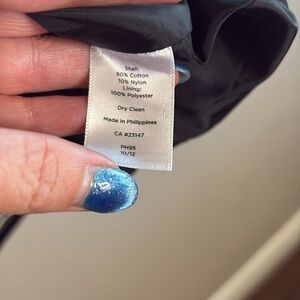 Shell:
90% Cotton
10% Nylon
Lining:
100% Polyester
Dry Clean
Made in Philippines
CA #23147
PH95
10/12